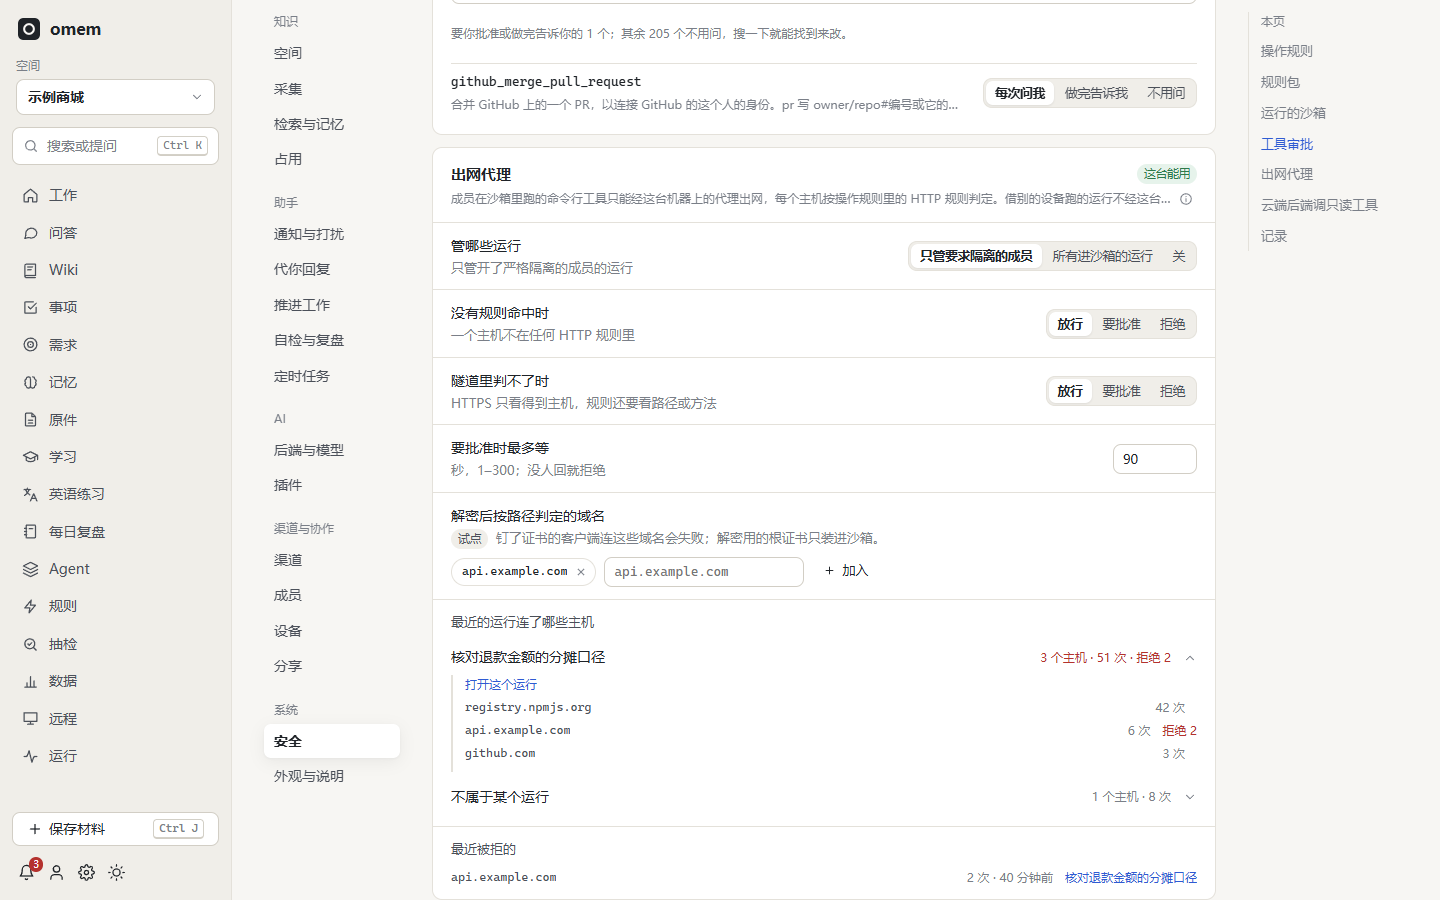 omem
空间
示例商城
搜索或提问 Ctrl K
工作
问答
Wiki
事项
需求
记忆
原件
学习
英语练习
每日复盘
Agent
规则
抽检
数据
远程
运行
保存材料 Ctrl J
3
知识
空间
采集
检索与记忆
占用
助手
通知与打扰
代你回复
推进工作
自检与复盘
定时任务
AI
后端与模型
插件
渠道与协作
渠道
成员
设备
分享
系统
安全
外观与说明
要你批准或做完告诉你的 1 个；其余 205 个不用问，搜一下就能找到来改。
github_merge_pull_request
合并 GitHub 上的一个 PR，以连接 GitHub 的这个人的身份。pr 写 owner/repo#编号或它的…
每次问我 做完告诉我 不用问
出网代理 这台能用
成员在沙箱里跑的命令行工具只能经这台机器上的代理出网，每个主机按操作规则里的 HTTP 规则判定。借别的设备跑的运行不经这台…
管哪些运行
只管开了严格隔离的成员的运行
只管要求隔离的成员 所有进沙箱的运行 关
没有规则命中时
一个主机不在任何 HTTP 规则里
放行 要批准 拒绝
隧道里判不了时
HTTPS 只看得到主机，规则还要看路径或方法
放行 要批准 拒绝
要批准时最多等
秒，1–300；没人回就拒绝
90
解密后按路径判定的域名
试点 钉了证书的客户端连这些域名会失败；解密用的根证书只装进沙箱。
api.example.com × api.example.com + 加入
最近的运行连了哪些主机
核对退款金额的分摊口径 3 个主机 · 51 次 · 拒绝 2
打开这个运行
registry.npmjs.org 42 次
api.example.com 6 次 拒绝 2
github.com 3 次
不属于某个运行 1 个主机 · 8 次
最近被拒的
api.example.com 2 次 · 40 分钟前 核对退款金额的分摊口径
本页
操作规则
规则包
运行的沙箱
工具审批
出网代理
云端后端调只读工具
记录